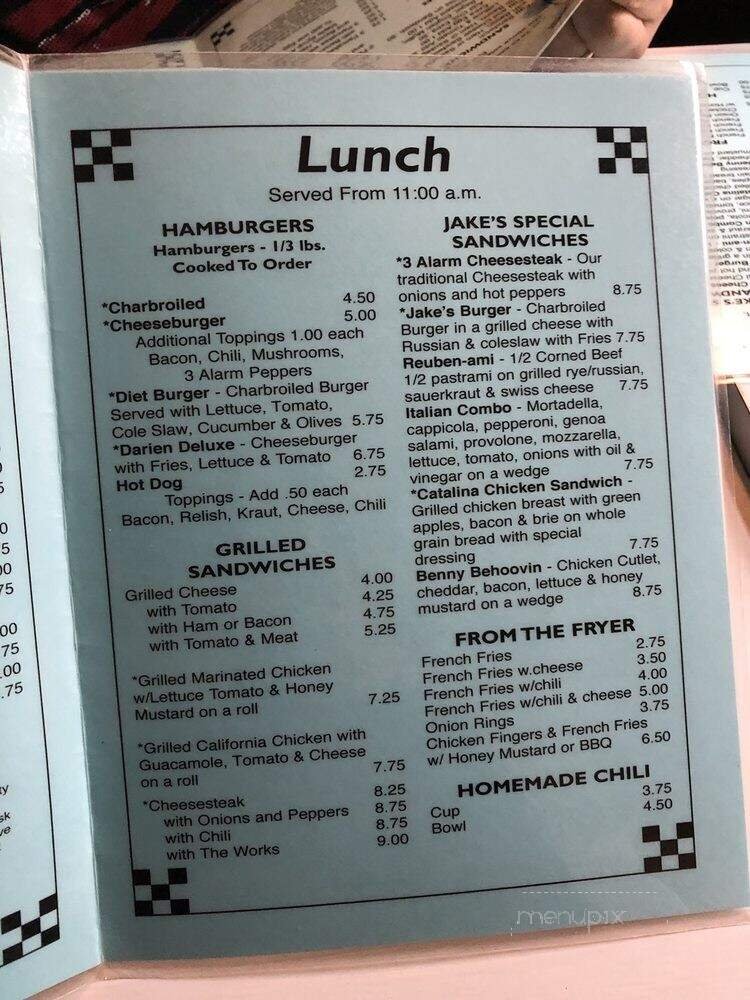 Lunch
Served From 11:00 a.m.
HAMBURGERS
Hamburgers - 1/3 lbs.
Cooked To Order
*Charbroiled 4.50
*Cheeseburger 5.00
Additional Toppings 1.00 each
Bacon, Chili, Mushrooms,
3 Alarm Peppers
*Diet Burger - Charbroiled Burger
Served with Lettuce, Tomato,
Cole Slaw, Cucumber & Olives 5.75
*Darien Deluxe - Cheeseburger
with Fries, Lettuce & Tomato 6.75
Hot Dog 2.75
Toppings - Add .50 each
Bacon, Relish, Kraut, Cheese, Chili
GRILLED
SANDWICHES
Grilled Cheese 4.00
with Tomato 4.25
with Ham or Bacon 4.75
with Tomato & Meat 5.25
*Grilled Marinated Chicken
w/Lettuce Tomato & Honey
Mustard on a roll 7.25
*Grilled California Chicken with
Guacamole, Tomato & Cheese
on a roll 7.75
*Cheesesteak 8.25
with Onions and Peppers 8.75
with Chili 8.75
with The Works 9.00
JAKE'S SPECIAL
SANDWICHES
*3 Alarm Cheesesteak - Our
traditional Cheesesteak with
onions and hot peppers 8.75
*Jake's Burger - Charbroiled
Burger in a grilled cheese with
Russian & coleslaw with Fries 7.75
Reuben-ami - 1/2 Corned Beef
1/2 pastrami on grilled rye/russian,
sauerkraut & swiss cheese 7.75
Italian Combo - Mortadella,
cappicola, pepperoni, genoa
salami, provolone, mozzarella,
lettuce, tomato, onions with oil &
vinegar on a wedge 7.75
*Catalina Chicken Sandwich -
Grilled chicken breast with green
apples, bacon & brie on whole
grain bread with special
dressing 7.75
Benny Behoovin - Chicken Cutlet,
cheddar, bacon, lettuce & honey
mustard on a wedge 8.75
FROM THE FRYER
French Fries 2.75
French Fries w.cheese 3.50
French Fries w/chili 4.00
French Fries w/chili & cheese 5.00
Onion Rings 3.75
Chicken Fingers & French Fries
w/ Honey Mustard or BBQ 6.50
HOMEMADE CHILI
Cup 3.75
Bowl 4.50
menupix